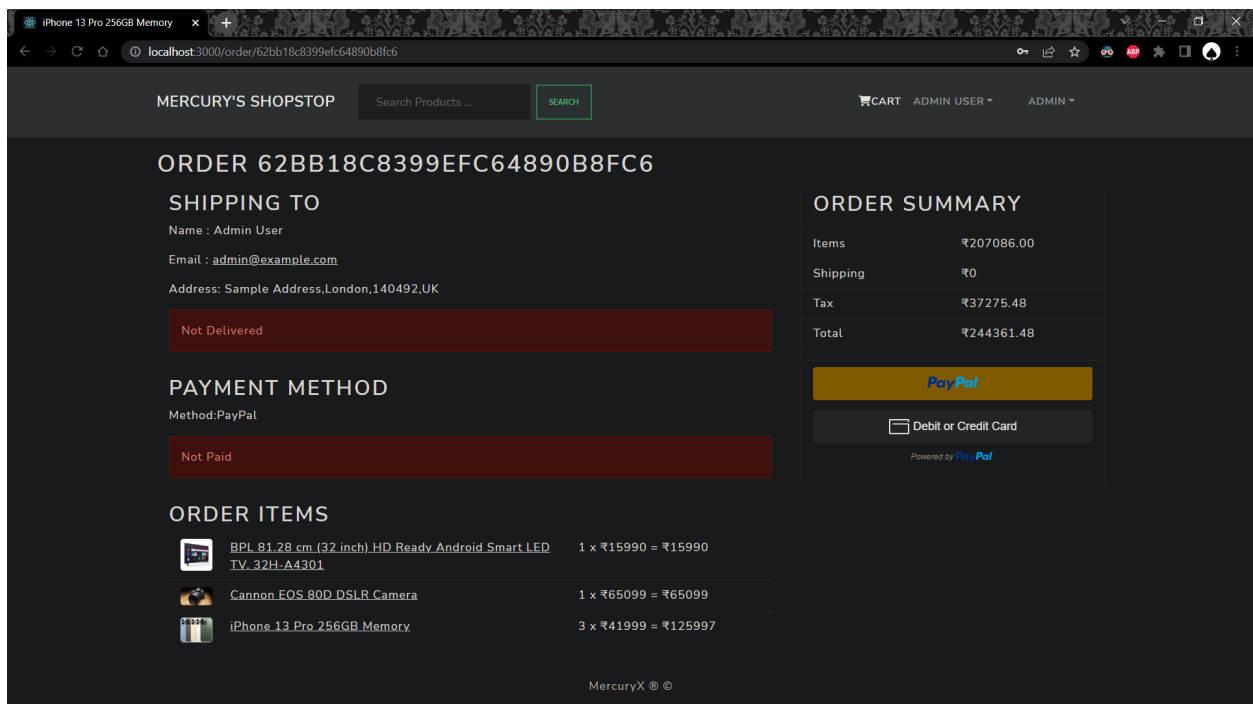 iPhone 13 Pro 256GB Memory
localhost:3000/order/62bb18c8399efc64890b8fc6
ABP
MERCURY'S SHOPSTOP
Search Products ...
SEARCH
CART
ADMIN USER
ADMIN
ORDER 62BB18C8399EFC64890B8FC6
SHIPPING TO
Name : Admin User
Email : admin@example.com
Address: Sample Address,London,140492,UK
Not Delivered
PAYMENT METHOD
Method:PayPal
Not Paid
ORDER ITEMS
BPL 81.28 cm (32 inch) HD Ready Android Smart LED
TV, 32H-A4301
1 x ₹15990 = ₹15990
Cannon EOS 80D DSLR Camera
1 x ₹65099 = ₹65099
iPhone 13 Pro 256GB Memory
3 x ₹41999 = ₹125997
ORDER SUMMARY
Items ₹207086.00
Shipping ₹0
Tax ₹37275.48
Total ₹244361.48
PayPal
Debit or Credit Card
Powered by PayPal
MercuryX ® ©